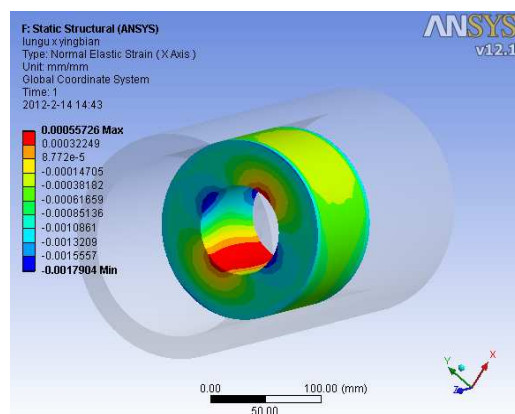 F: Static Structural (ANSYS)
lungu x yingbian
Type: Normal Elastic Strain ( X Axis )
Unit: mm/mm
Global Coordinate System
Time: 1
2012-2-14 14:43
ANSYS
v12.1
0.00055726 Max
0.00032249
8.772e-5
-0.00014705
-0.00038182
-0.00061659
-0.00085136
-0.0010861
-0.0013209
-0.0015557
-0.0017904 Min
0.00
100.00 (mm)
50.00
Y
X
Z